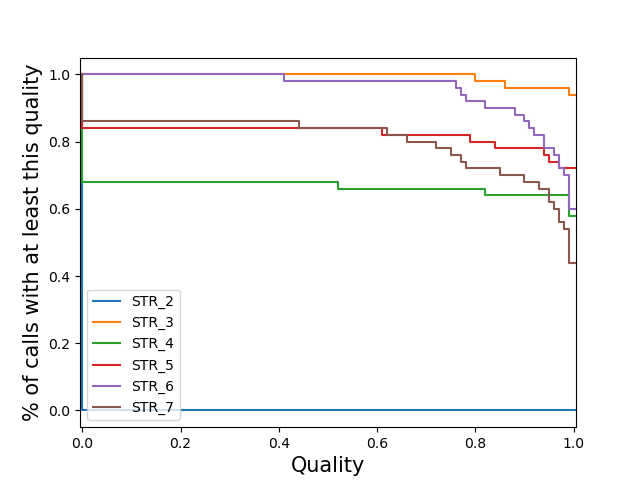 % of calls with at least this quality
1.0
0.8
0.6
0.4
0.2
0.0
STR_2
STR_3
STR_4
STR_5
STR_6
STR_7
0.0 0.2 0.4 0.6 0.8 1.0
Quality